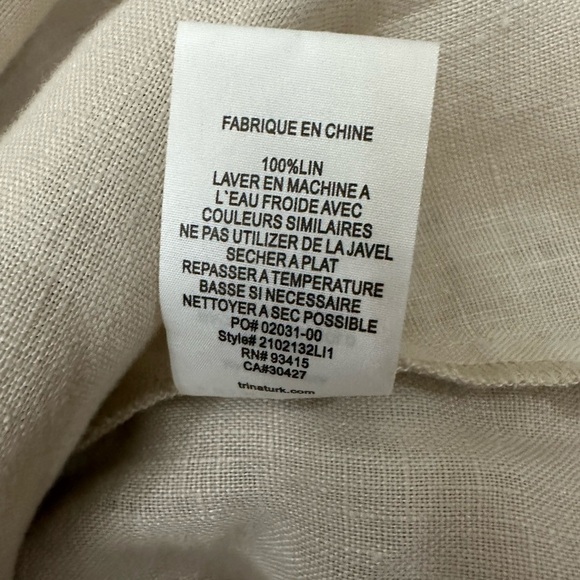 FABRIQUE EN CHINE
100%LIN
LAVER EN MACHINE A
L`EAU FROIDE AVEC
COULEURS SIMILAIRES
NE PAS UTILIZER DE LA JAVEL
SECHER A PLAT
REPASSER A TEMPERATURE
BASSE SI NECESSAIRE
NETTOYER A SEC POSSIBLE
PO# 02031-00
Style# 2102132LI1
RN# 93415
CA#30427
trinaturk.com